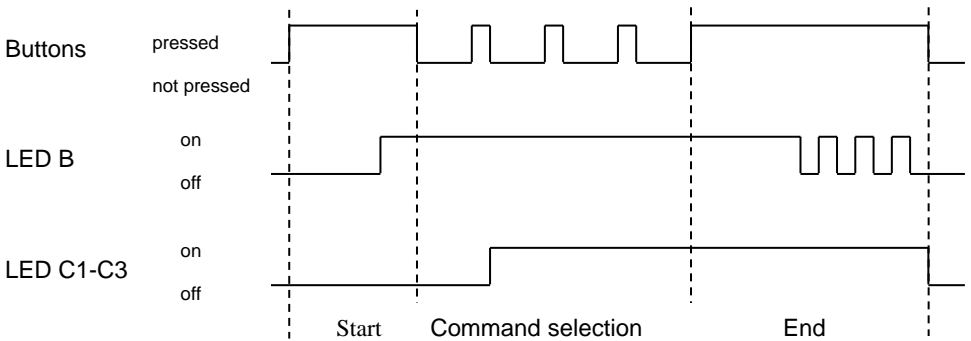 Buttons
pressed
not pressed
LED B
on
off
LED C1-C3
on
off
Start
Command selection
End